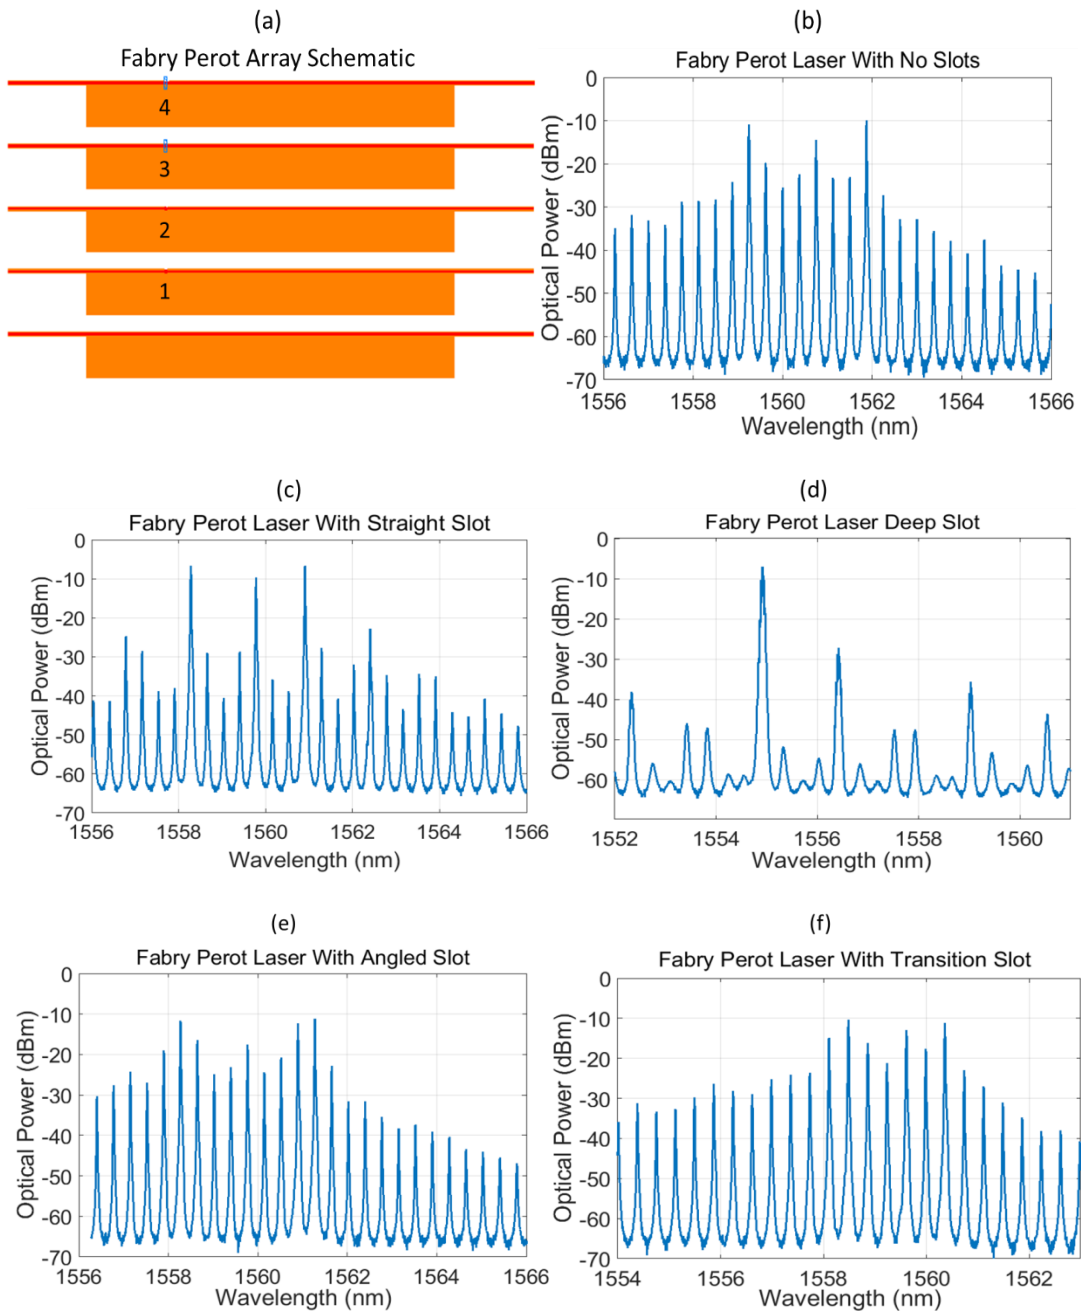 (a)
Fabry Perot Array Schematic
4
3
2
1
(b)
Fabry Perot Laser With No Slots
Optical Power (dBm)
0
-10
-20
-30
-40
-50
-60
-70
1556 1558 1560 1562 1564 1566
Wavelength (nm)
(c)
Fabry Perot Laser With Straight Slot
Optical Power (dBm)
0
-10
-20
-30
-40
-50
-60
-70
1556 1558 1560 1562 1564 1566
Wavelength (nm)
(d)
Fabry Perot Laser Deep Slot
Optical Power (dBm)
0
-10
-20
-30
-40
-50
-60
1552 1554 1556 1558 1560
Wavelength (nm)
(e)
Fabry Perot Laser With Angled Slot
Optical Power (dBm)
0
-10
-20
-30
-40
-50
-60
-70
1556 1558 1560 1562 1564 1566
Wavelength (nm)
(f)
Fabry Perot Laser With Transition Slot
Optical Power (dBm)
0
-10
-20
-30
-40
-50
-60
-70
1554 1556 1558 1560 1562
Wavelength (nm)